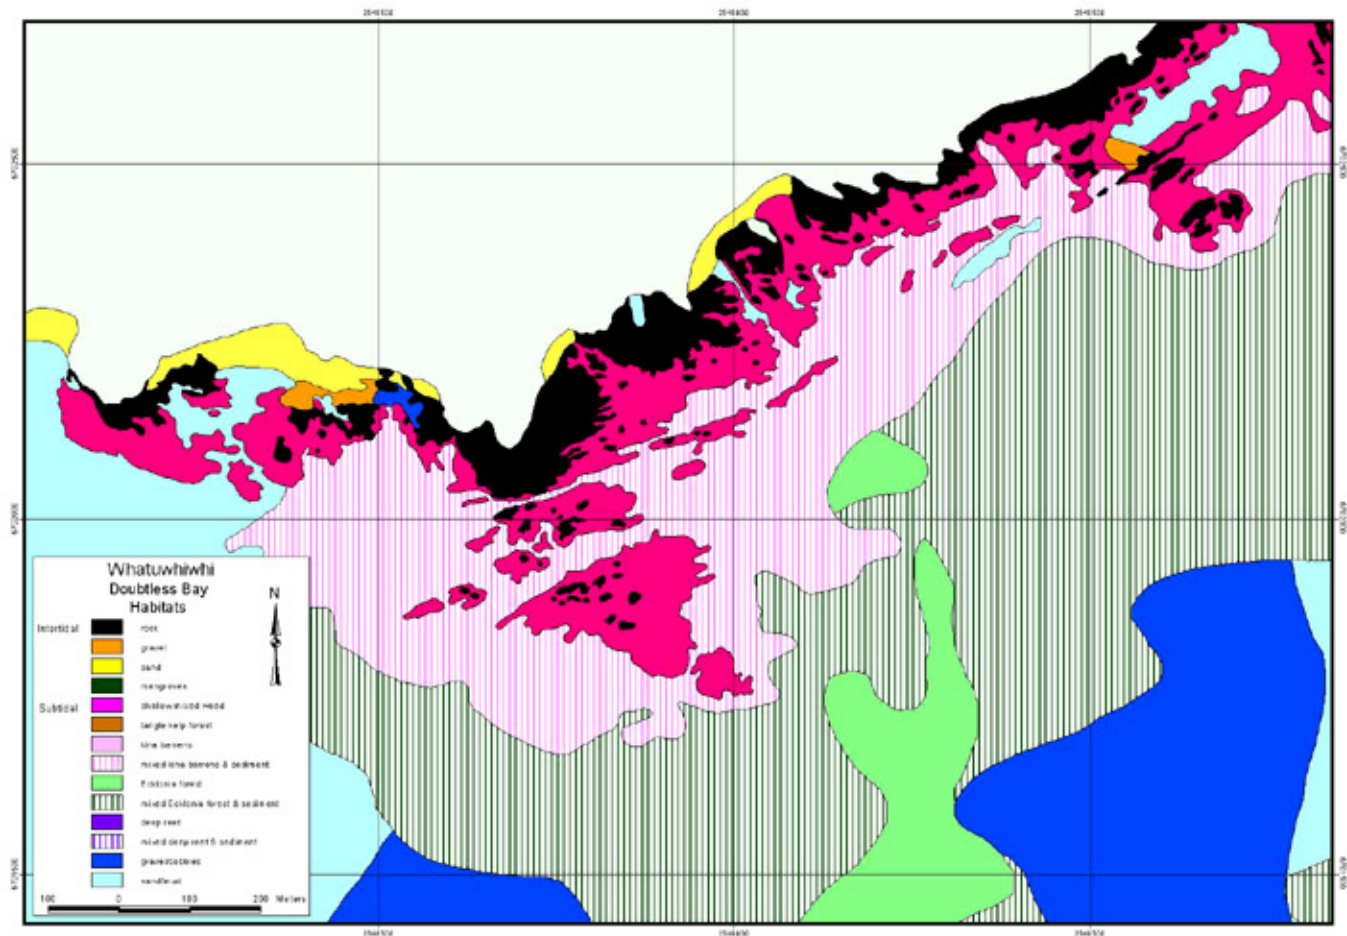 Whatuwhiwhi
Doubtless Bay
Habitats
N
Intertidal
rock
gravel
sand
mangroves
Subtidal
shallow mixed weed
tangle kelp forest
kina barrens
mixed kina barrens & sediment
Ecklonia forest
mixed Ecklonia forest & sediment
deep reef
mixed deep reef & sediment
gravel/cobbles
sand/mud
100 0 100 200 Meters